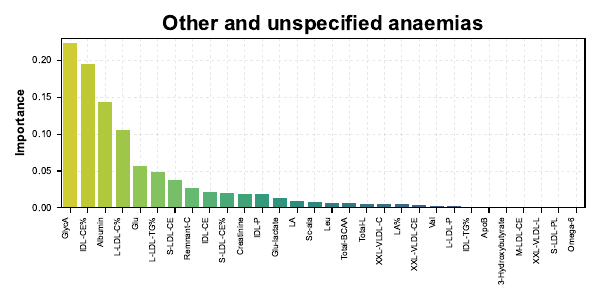 Other and unspecified anaemias
Importance
0.20
0.15
0.10
0.05
0.00
GlycA
IDL-CE%
Albumin
L-LDL-C%
Glu
L-LDL-TG%
S-LDL-CE
Remnant-C
IDL-CE
S-LDL-CE%
Creatinine
IDL-P
Glu-lactate
LA
So-ala
Leu
Total-BCAA
Total-L
XXL-VLDL-C
LA%
XXL-VLDL-CE
Val
L-LDL-P
IDL-TG%
ApoB
3-Hydroxybutyrate
M-LDL-CE
XXL-VLDL-L
S-LDL-PL
Omega-6